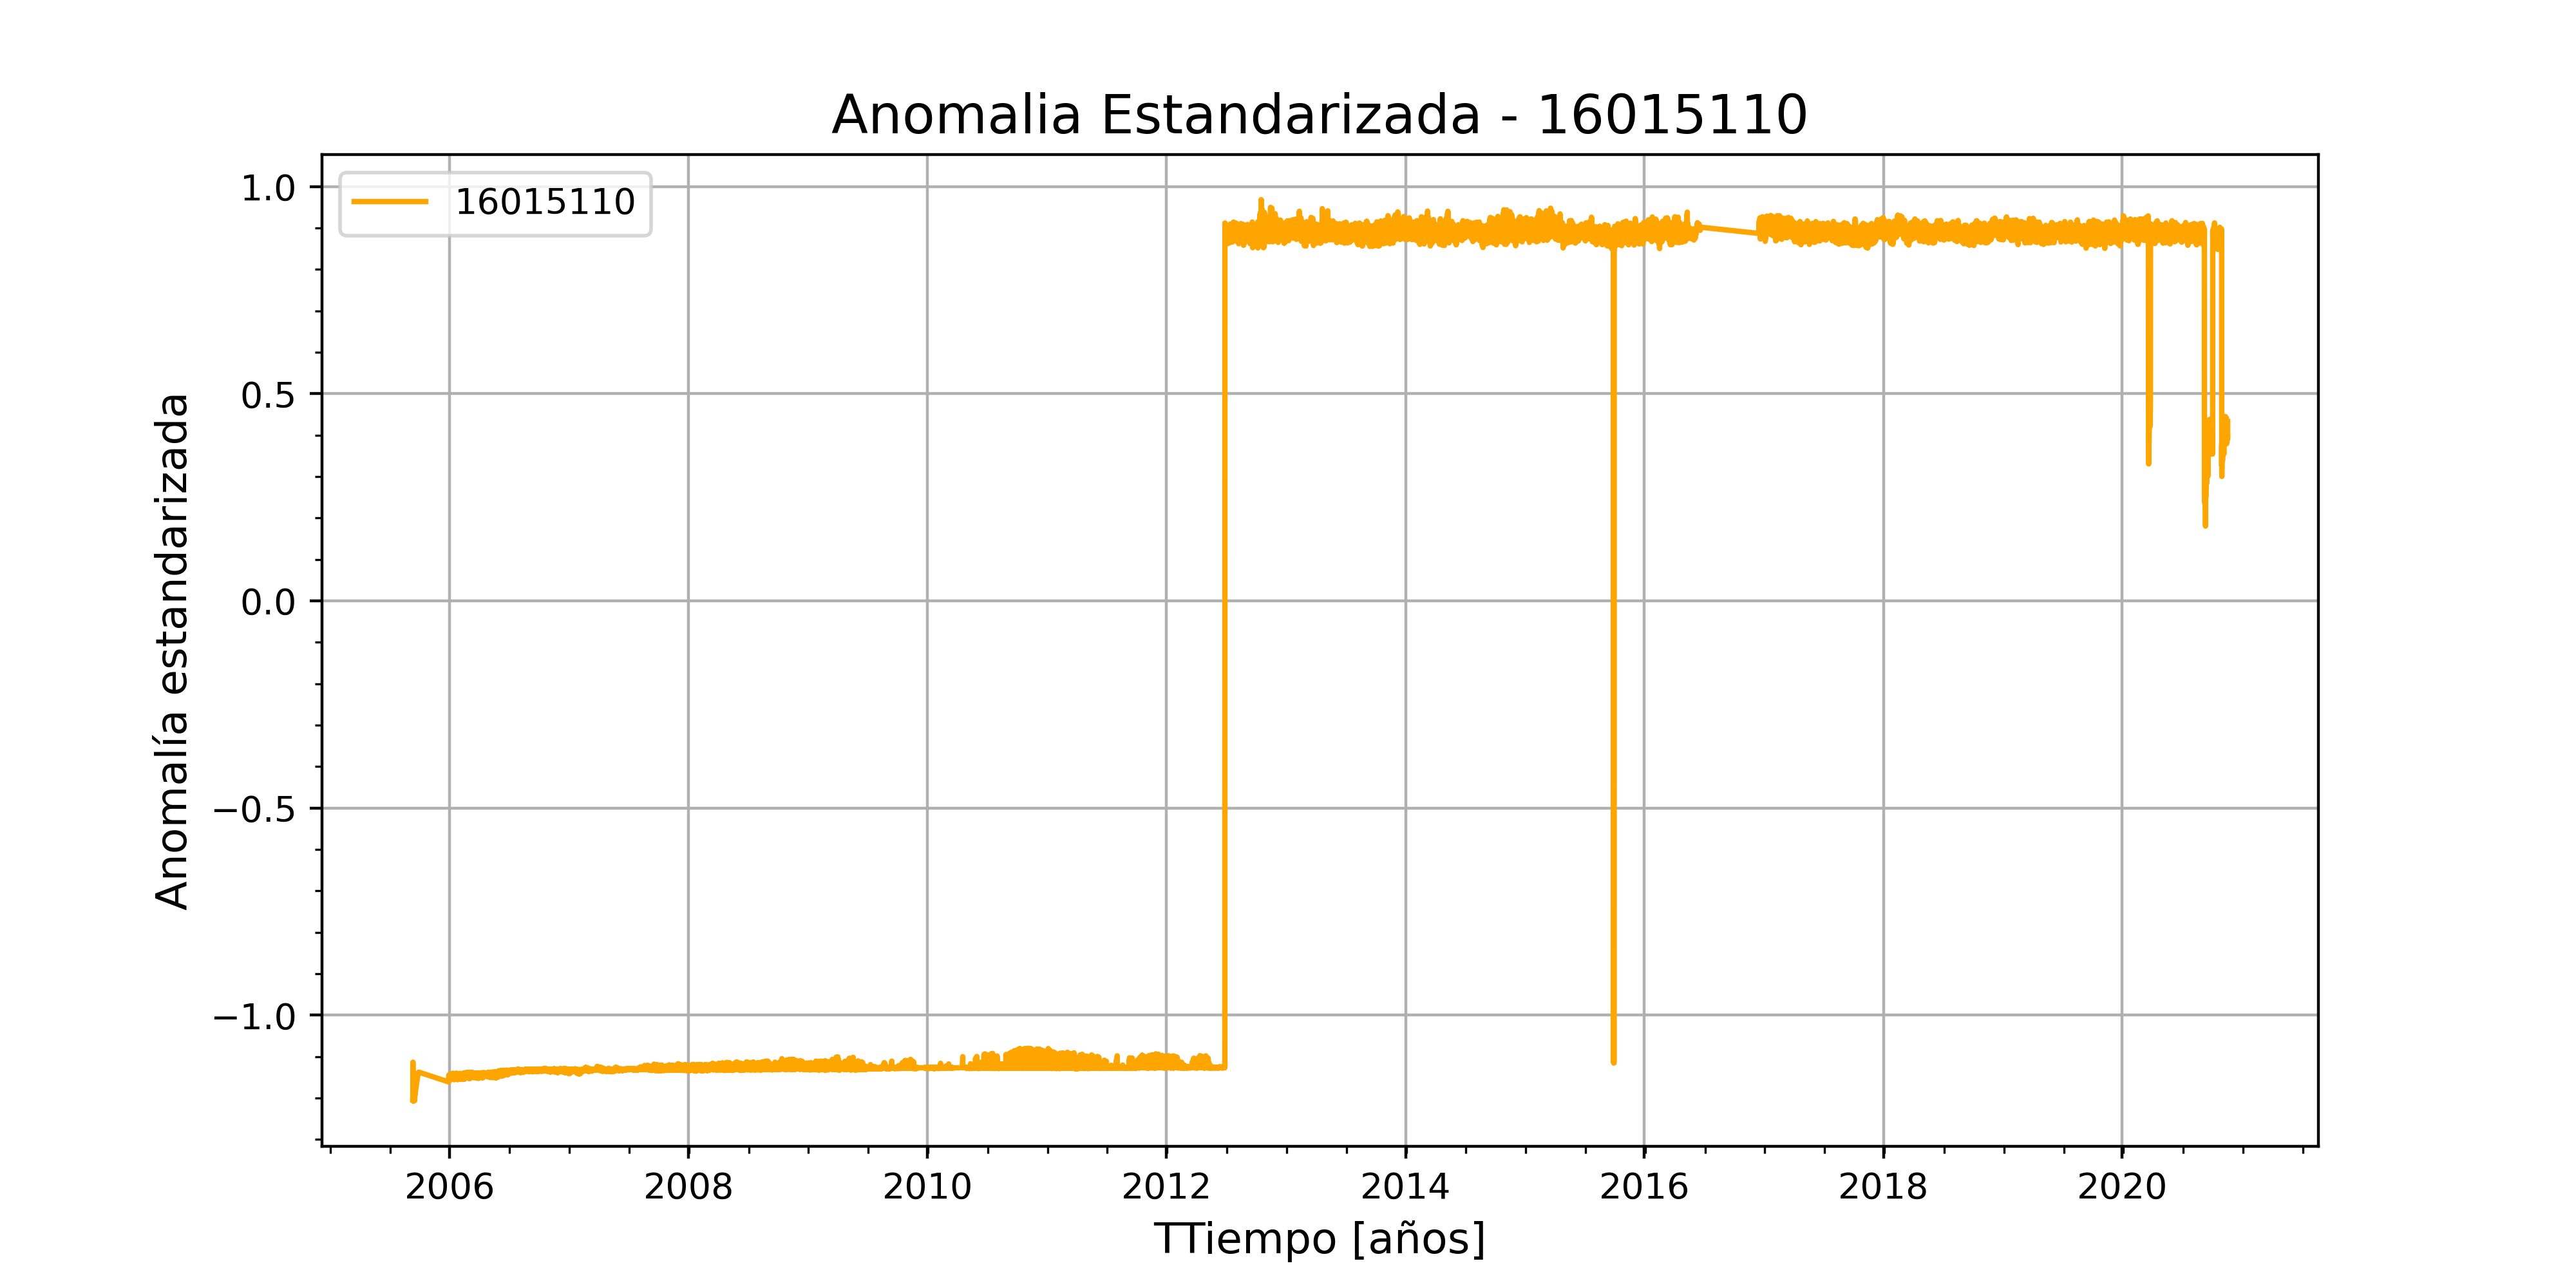 Anomalia Estandarizada - 16015110
16015110
1.0
0.5
0.0
−0.5
−1.0
Anomalía estandarizada
2006 2008 2010 2012 2014 2016 2018 2020
TTiempo [años]